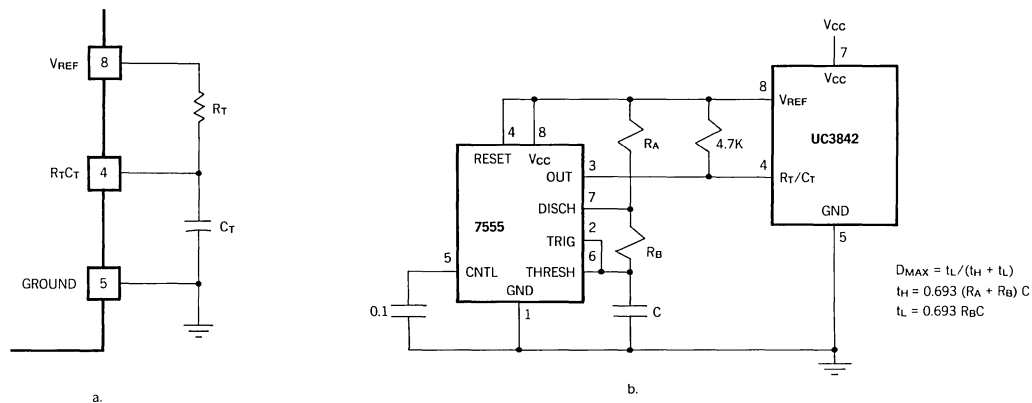 VREF 8
RT
RTCT 4
CT
GROUND 5
a.
VCC
7
VCC
8 VREF
UC3842
4 RT/CT
GND
5
4 8
RESET VCC
RA
4.7K
OUT 3
DISCH 7
7555
TRIG 2
RB
6
5 CNTL THRESH
GND
1
0.1
C
DMAX = tL/(tH + tL)
tH = 0.693 (RA + RB) C
tL = 0.693 RBC
b.